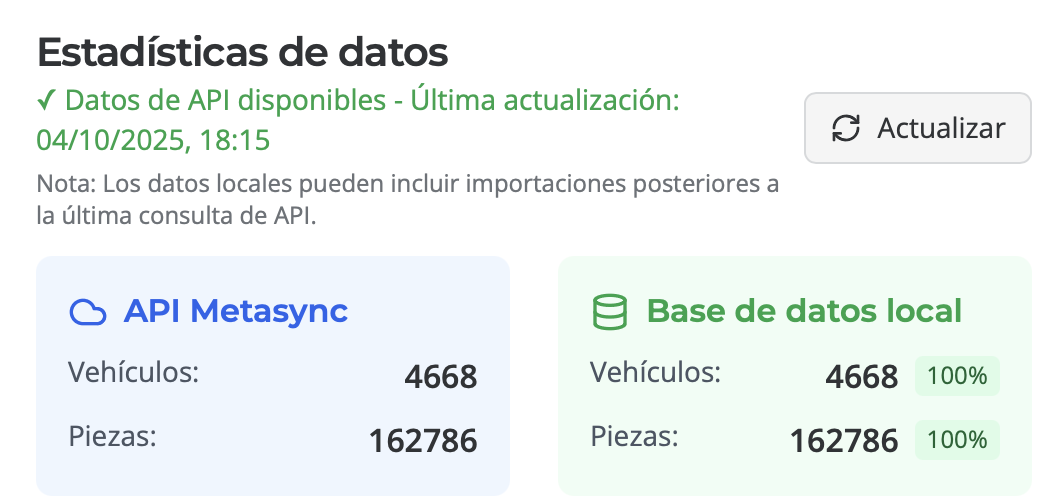 Estadísticas de datos
✓ Datos de API disponibles - Última actualización:
04/10/2025, 18:15
Actualizar
Nota: Los datos locales pueden incluir importaciones posteriores a
la última consulta de API.
API Metasync
Vehículos: 4668
Piezas: 162786
Base de datos local
Vehículos: 4668 100%
Piezas: 162786 100%